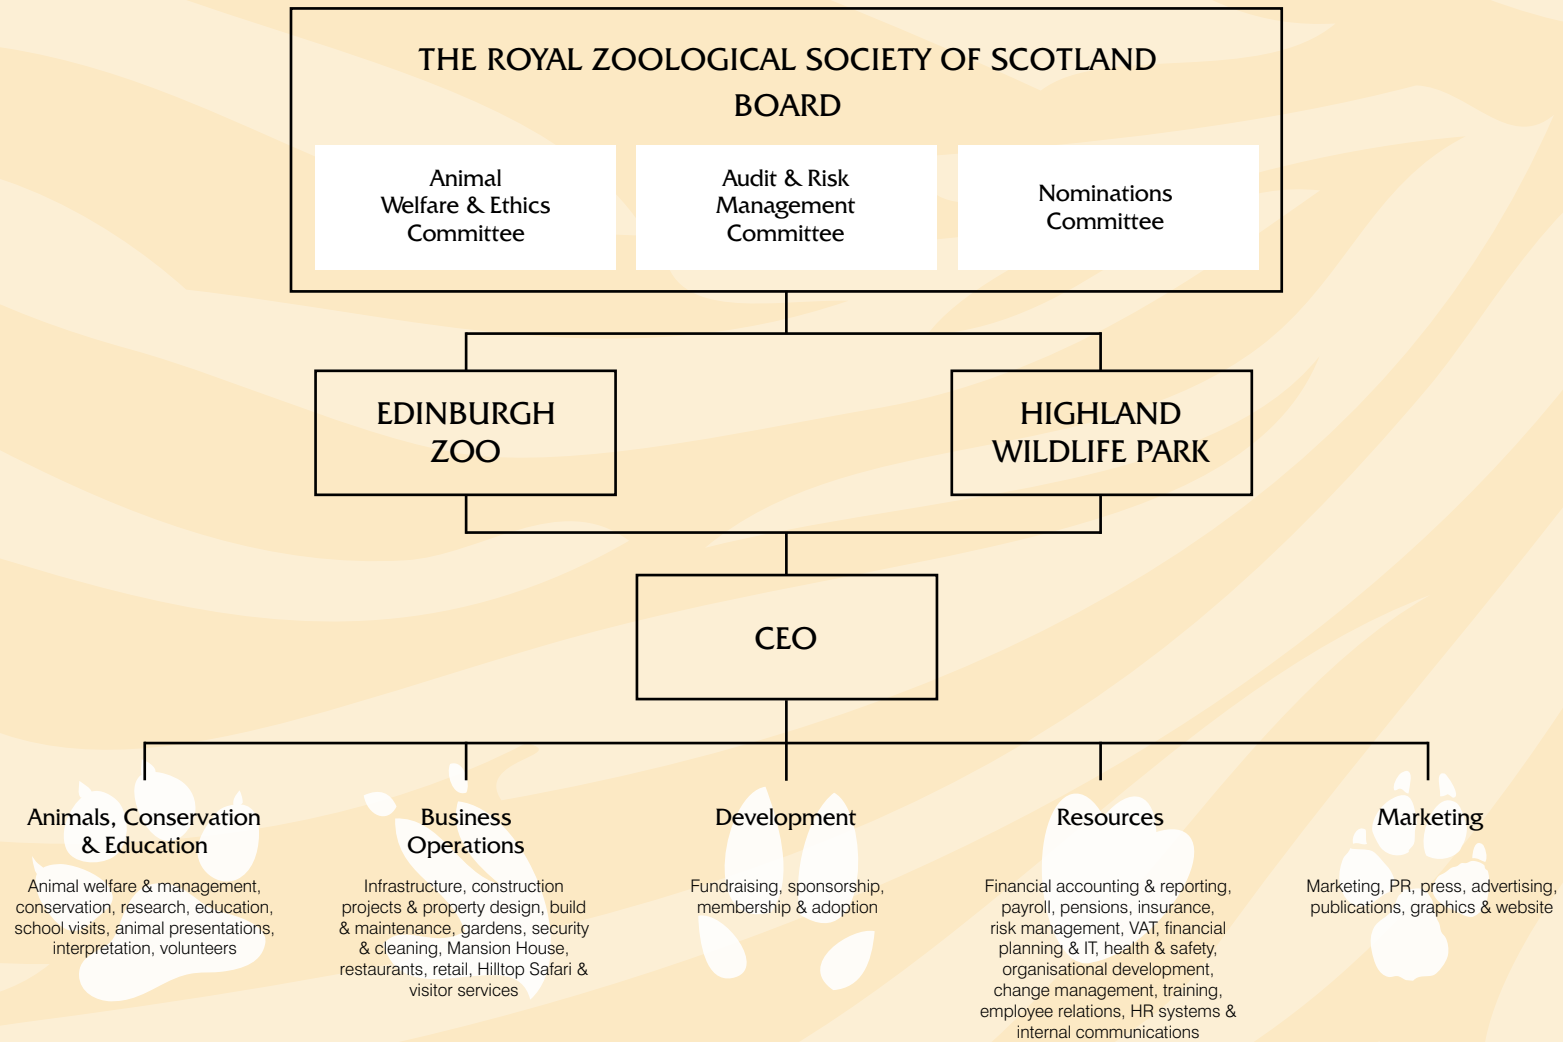 THE ROYAL ZOOLOGICAL SOCIETY OF SCOTLAND
BOARD
Animal
Welfare & Ethics
Committee
Audit & Risk
Management
Committee
Nominations
Committee
EDINBURGH
ZOO
HIGHLAND
WILDLIFE PARK
CEO
Animals, Conservation
& Education
Animal welfare & management,
conservation, research, education,
school visits, animal presentations,
interpretation, volunteers
Business
Operations
Infrastructure, construction
projects & property design, build
& maintenance, gardens, security
& cleaning, Mansion House,
restaurants, retail, Hilltop Safari &
visitor services
Development
Fundraising, sponsorship,
membership & adoption
Resources
Financial accounting & reporting,
payroll, pensions, insurance,
risk management, VAT, financial
planning & IT, health & safety,
organisational development,
change management, training,
employee relations, HR systems &
internal communications
Marketing
Marketing, PR, press, advertising,
publications, graphics & website